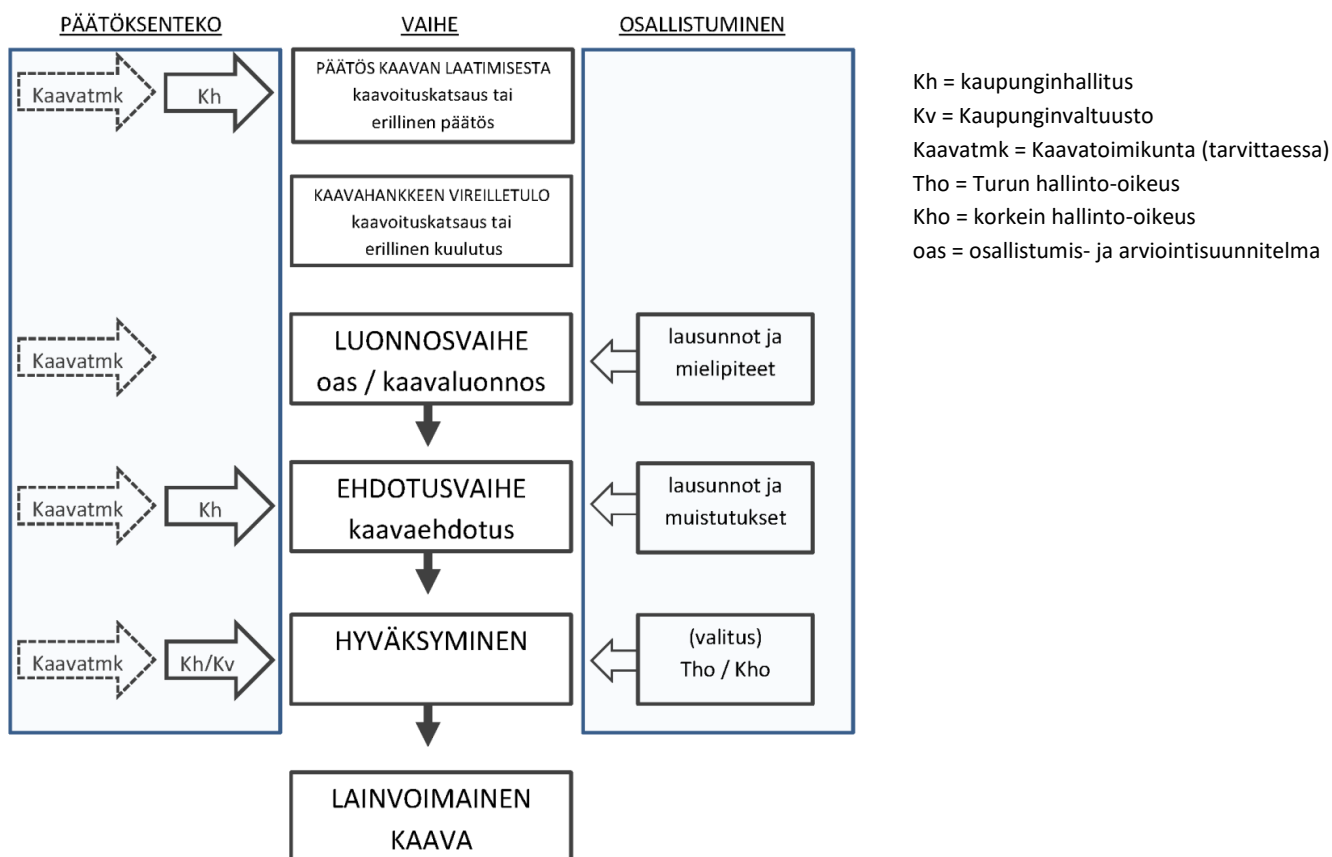 PÄÄTÖKSENTEKO
VAIHE
OSALLISTUMINEN
Kaavatmk
Kh
PÄÄTÖS KAAVAN LAATIMISESTA
kaavoituskatsaus tai
erillinen päätös
KAAVAHANKKEEN VIREILLETULO
kaavoituskatsaus tai
erillinen kuulutus
Kaavatmk
LUONNOSVAIHE
oas / kaavaluonnos
lausunnot ja
mielipiteet
Kaavatmk
Kh
EHDOTUSVAIHE
kaavaehdotus
lausunnot ja
muistutukset
Kaavatmk
Kh/Kv
HYVÄKSYMINEN
(valitus)
Tho / Kho
LAINVOIMAINEN
KAAVA
Kh = kaupunginhallitus
Kv = Kaupunginvaltuusto
Kaavatmk = Kaavatoimikunta (tarvittaessa)
Tho = Turun hallinto-oikeus
Kho = korkein hallinto-oikeus
oas = osallistumis- ja arviointisuunnitelma